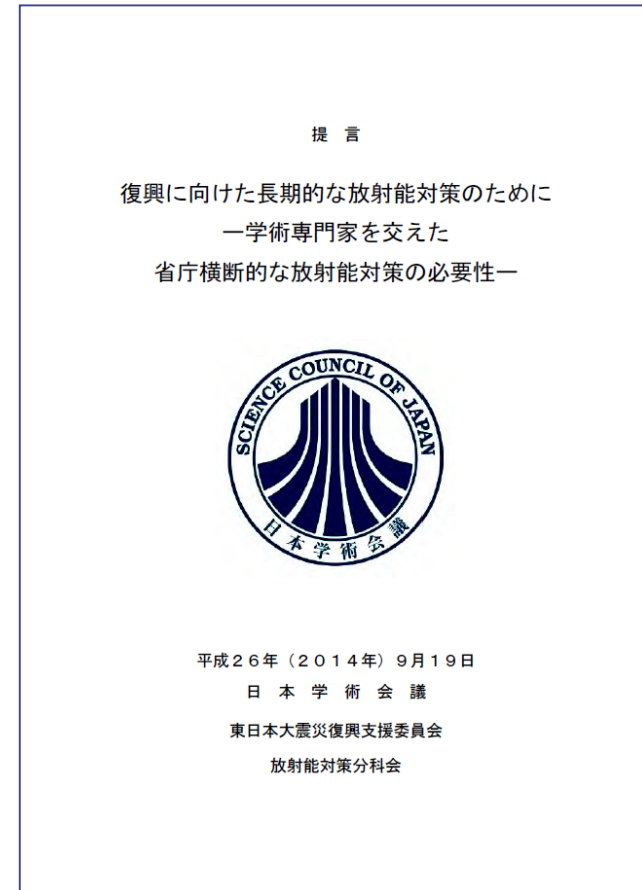 提 言
復興に向けた長期的な放射能対策のために
―学術専門家を交えた
省庁横断的な放射能対策の必要性―
SCIENCE COUNCIL OF JAPAN
日本学術会議
平成26年(2014年)9月19日
日 本 学 術 会 議
東日本大震災復興支援委員会
放射能対策分科会